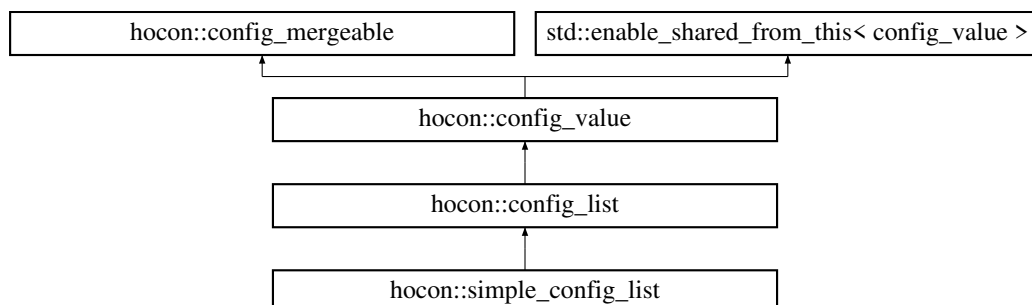 hocon::config_mergeable
std::enable_shared_from_this< config_value >
hocon::config_value
hocon::config_list
hocon::simple_config_list